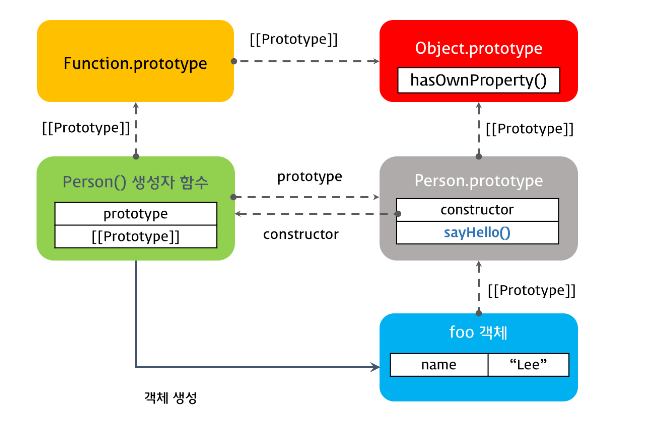 [[Prototype]]
Function.prototype
Object.prototype
hasOwnProperty()
[[Prototype]]
[[Prototype]]
Person() 생성자 함수
prototype
[[Prototype]]
prototype
constructor
Person.prototype
constructor
sayHello()
[[Prototype]]
foo 객체
name
“Lee”
객체 생성